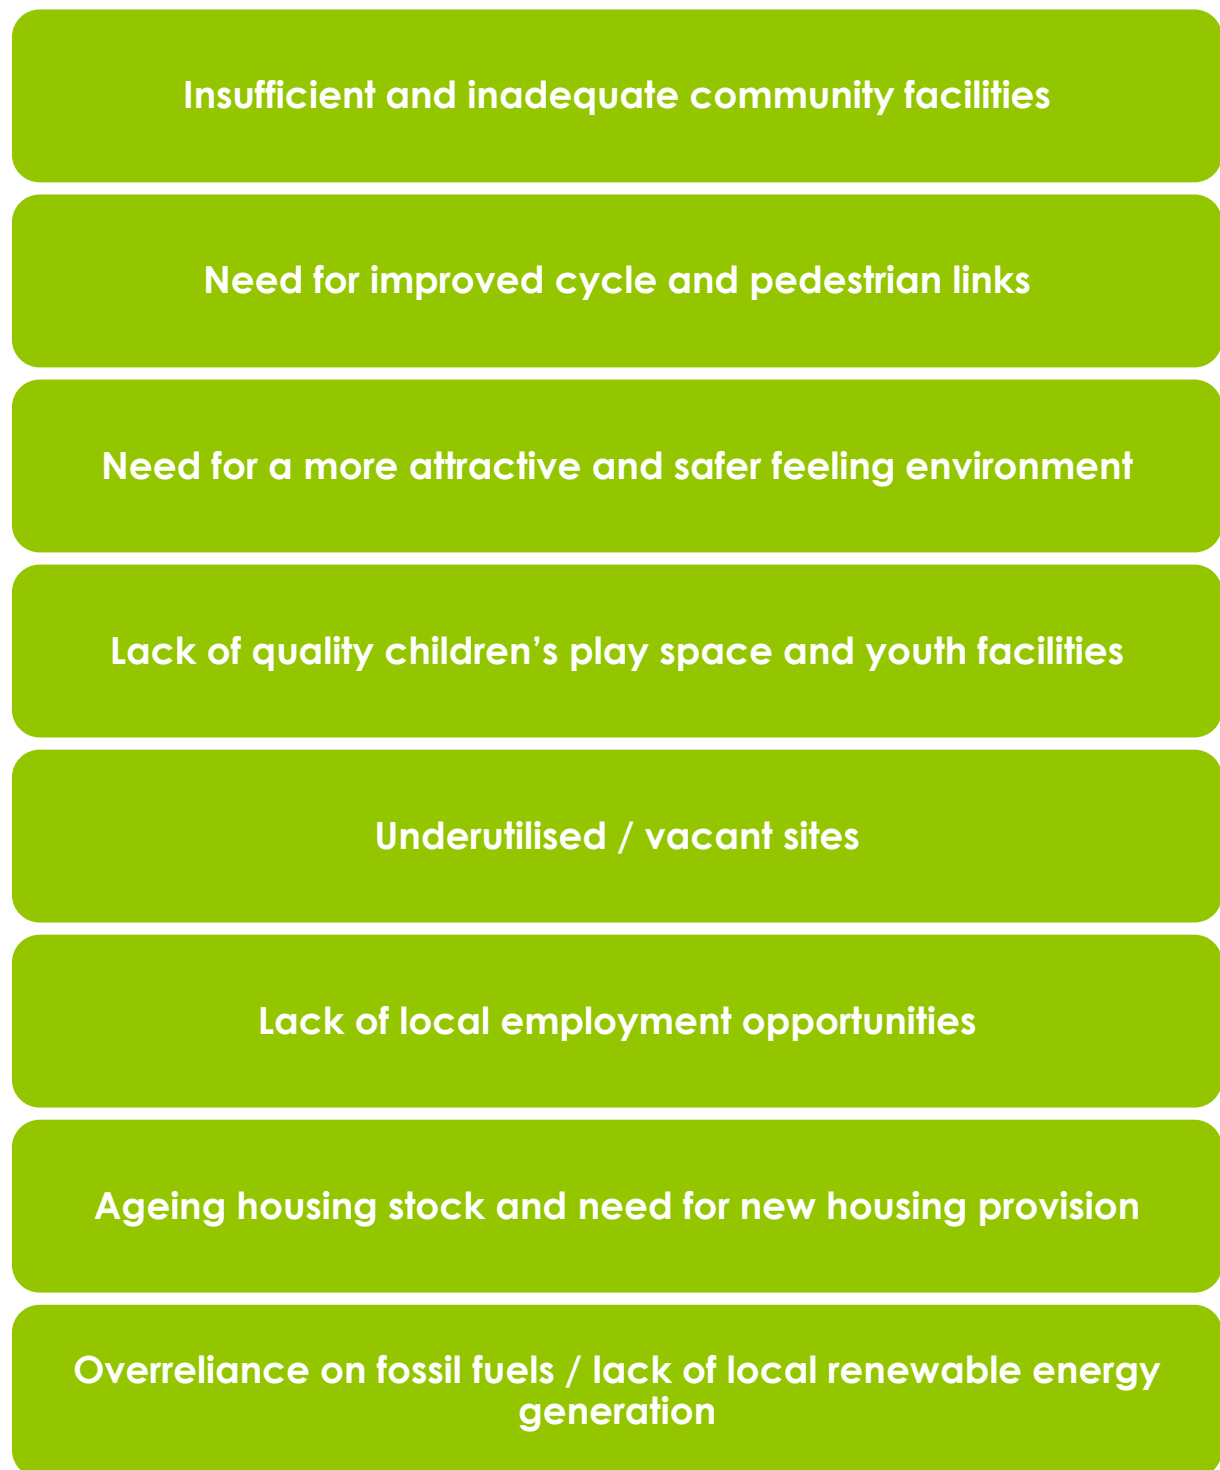 Insufficient and inadequate community facilities
Need for improved cycle and pedestrian links
Need for a more attractive and safer feeling environment
Lack of quality children’s play space and youth facilities
Underutilised / vacant sites
Lack of local employment opportunities
Ageing housing stock and need for new housing provision
Overreliance on fossil fuels / lack of local renewable energy
generation